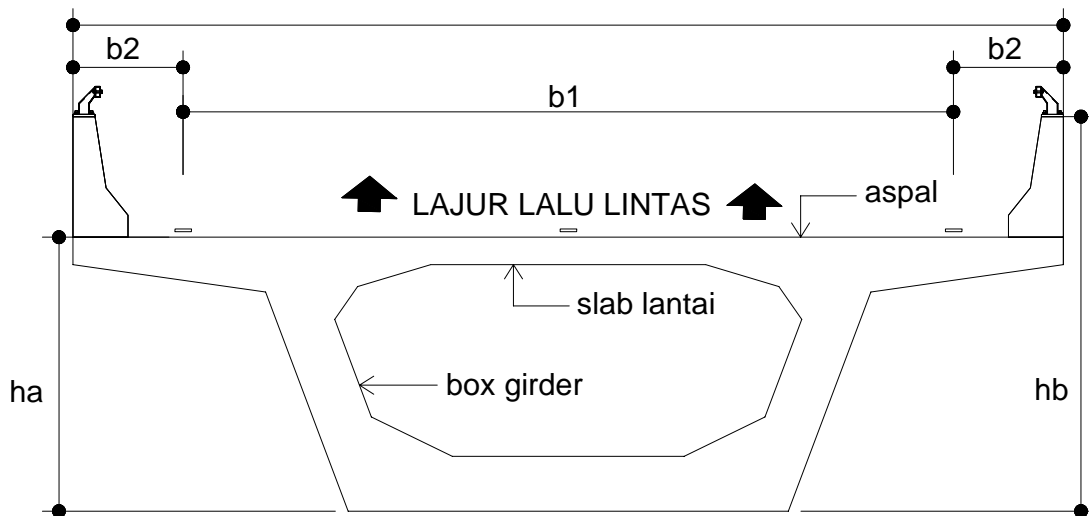 b2
b2
b1
LAJUR LALU LINTAS
aspal
slab lantai
box girder
ha
hb